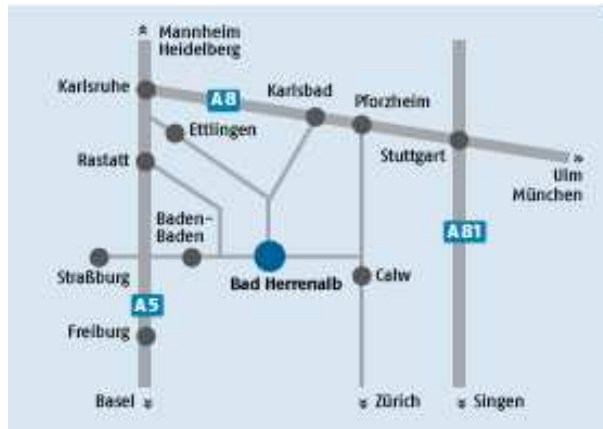 Mannheim
Heidelberg
Karlsruhe
A8
Karlsbad
Pforzheim
Ettlingen
Rastatt
Stuttgart
Ulm
München
Baden-
Baden
A81
Straßburg
Bad Herrenalb
Calw
A5
Freiburg
Basel
Zürich
Singen